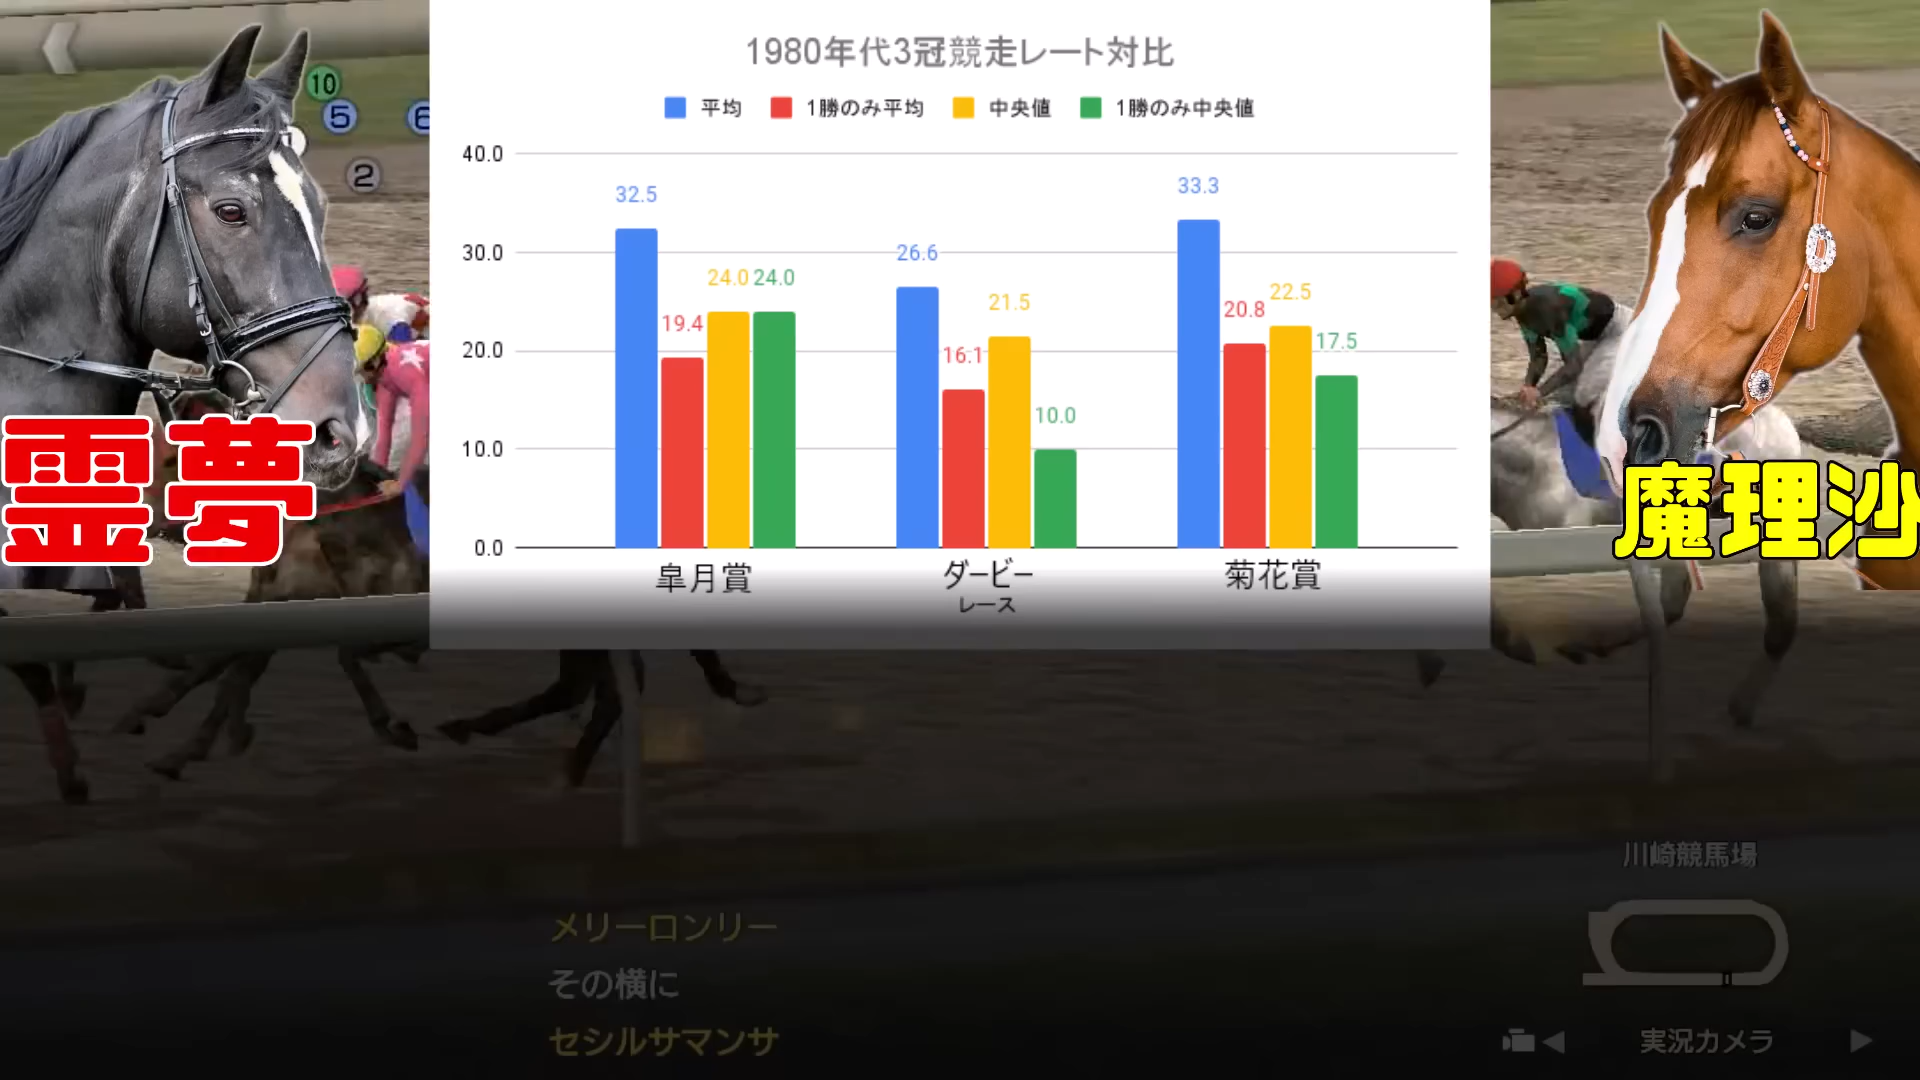 1980年代3冠競走レート対比
平均 1勝のみ平均 中央値 1勝のみ中央値
40.0
30.0
20.0
10.0
0.0
32.5
19.4
24.0
24.0
26.6
16.1
21.5
10.0
33.3
20.8
22.5
17.5
皐月賞
ダービー
菊花賞
レース
10
5
6
2
霊夢
魔理沙
川崎競馬場
メリーロンリー
その横に
セシルサマンサ
実況カメラ